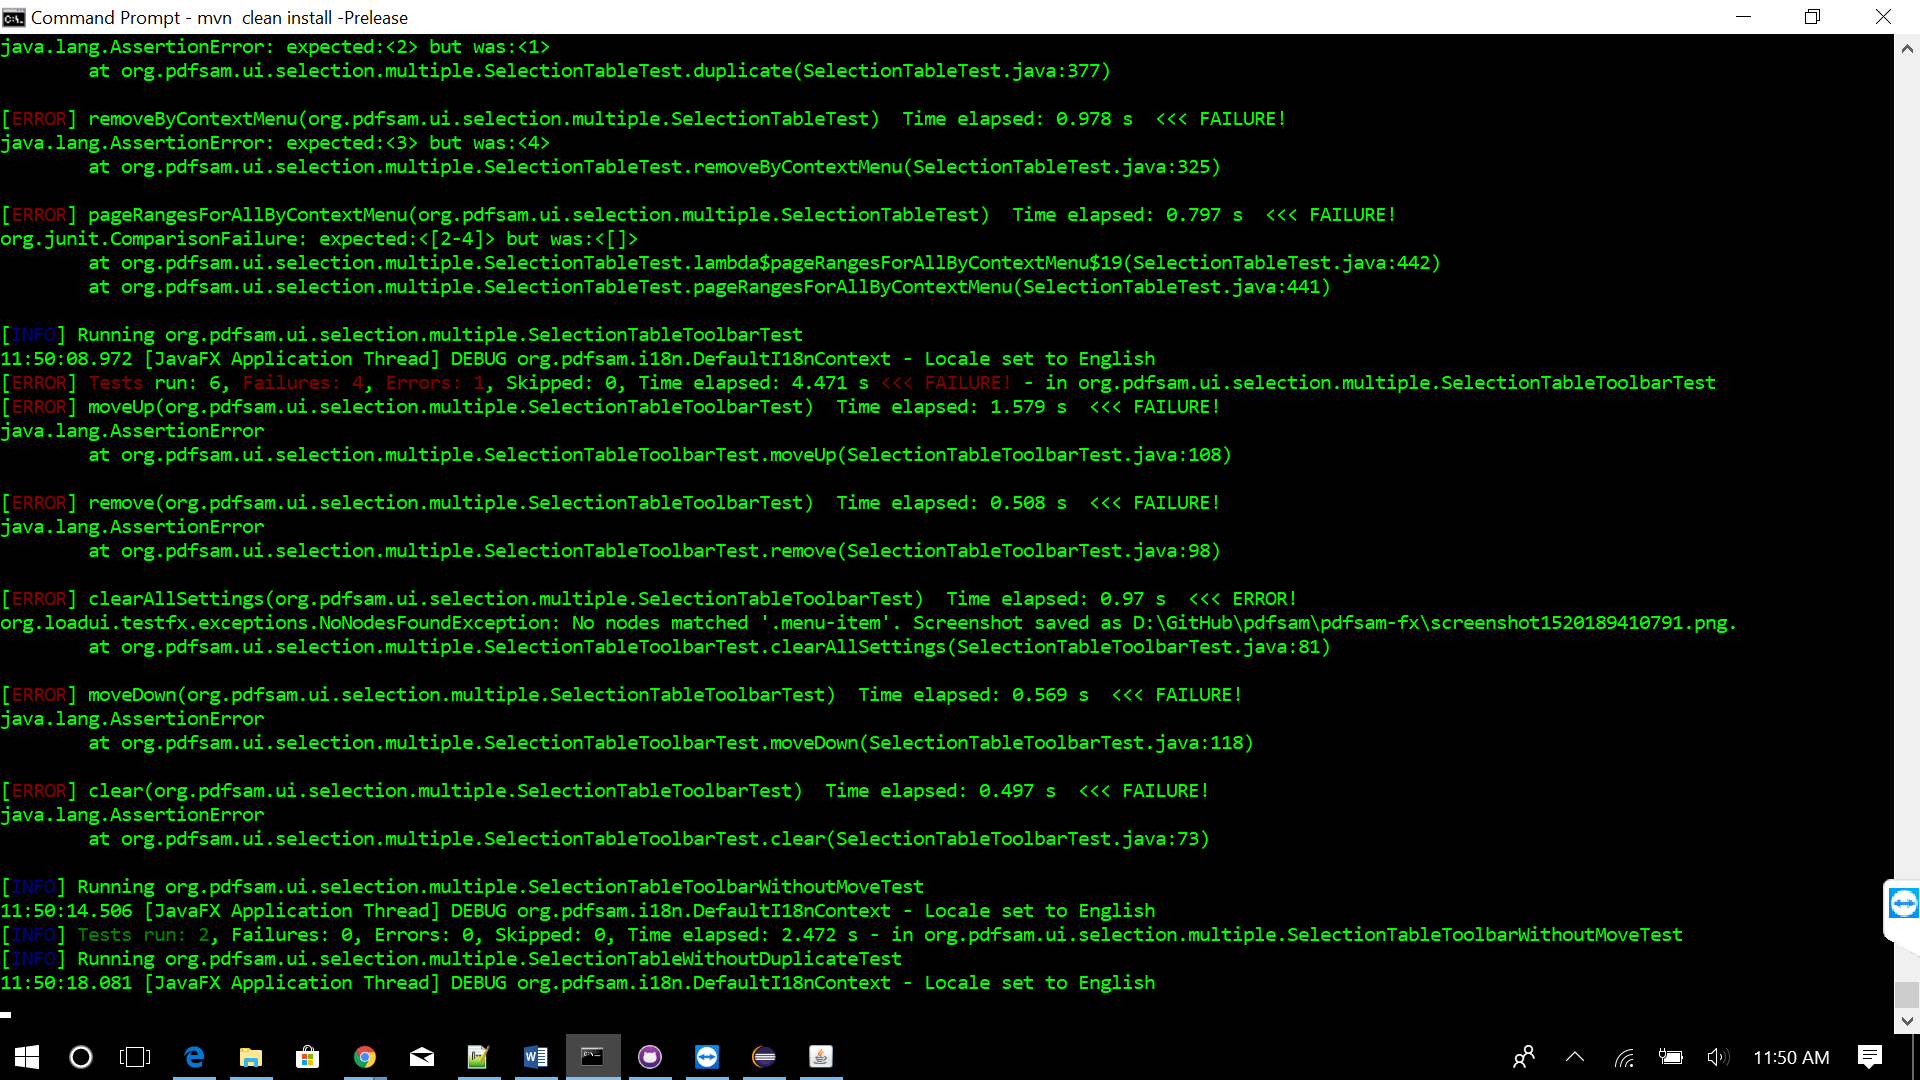 Command Prompt - mvn  clean install -Prelease
java.lang.AssertionError: expected:<2> but was:<1>
        at org.pdfsam.ui.selection.multiple.SelectionTableTest.duplicate(SelectionTableTest.java:377)
[ERROR] removeByContextMenu(org.pdfsam.ui.selection.multiple.SelectionTableTest)  Time elapsed: 0.978 s  <<< FAILURE!
java.lang.AssertionError: expected:<3> but was:<4>
        at org.pdfsam.ui.selection.multiple.SelectionTableTest.removeByContextMenu(SelectionTableTest.java:325)
[ERROR] pageRangesForAllByContextMenu(org.pdfsam.ui.selection.multiple.SelectionTableTest)  Time elapsed: 0.797 s  <<< FAILURE!
org.junit.ComparisonFailure: expected:<[2-4]> but was:<[]>
        at org.pdfsam.ui.selection.multiple.SelectionTableTest.lambda$pageRangesForAllByContextMenu$19(SelectionTableTest.java:442)
        at org.pdfsam.ui.selection.multiple.SelectionTableTest.pageRangesForAllByContextMenu(SelectionTableTest.java:441)
[INFO] Running org.pdfsam.ui.selection.multiple.SelectionTableToolbarTest
11:50:08.972 [JavaFX Application Thread] DEBUG org.pdfsam.i18n.DefaultI18nContext - Locale set to English
[ERROR] Tests run: 6, Failures: 4, Errors: 1, Skipped: 0, Time elapsed: 4.471 s <<< FAILURE! - in org.pdfsam.ui.selection.multiple.SelectionTableToolbarTest
[ERROR] moveUp(org.pdfsam.ui.selection.multiple.SelectionTableToolbarTest)  Time elapsed: 1.579 s  <<< FAILURE!
java.lang.AssertionError
        at org.pdfsam.ui.selection.multiple.SelectionTableToolbarTest.moveUp(SelectionTableToolbarTest.java:108)
[ERROR] remove(org.pdfsam.ui.selection.multiple.SelectionTableToolbarTest)  Time elapsed: 0.508 s  <<< FAILURE!
java.lang.AssertionError
        at org.pdfsam.ui.selection.multiple.SelectionTableToolbarTest.remove(SelectionTableToolbarTest.java:98)
[ERROR] clearAllSettings(org.pdfsam.ui.selection.multiple.SelectionTableToolbarTest)  Time elapsed: 0.97 s  <<< ERROR!
org.loadui.testfx.exceptions.NoNodesFoundException: No nodes matched '.menu-item'. Screenshot saved as D:\GitHub\pdfsam\pdfsam-fx\screenshot1520189410791.png.
        at org.pdfsam.ui.selection.multiple.SelectionTableToolbarTest.clearAllSettings(SelectionTableToolbarTest.java:81)
[ERROR] moveDown(org.pdfsam.ui.selection.multiple.SelectionTableToolbarTest)  Time elapsed: 0.569 s  <<< FAILURE!
java.lang.AssertionError
        at org.pdfsam.ui.selection.multiple.SelectionTableToolbarTest.moveDown(SelectionTableToolbarTest.java:118)
[ERROR] clear(org.pdfsam.ui.selection.multiple.SelectionTableToolbarTest)  Time elapsed: 0.497 s  <<< FAILURE!
java.lang.AssertionError
        at org.pdfsam.ui.selection.multiple.SelectionTableToolbarTest.clear(SelectionTableToolbarTest.java:73)
[INFO] Running org.pdfsam.ui.selection.multiple.SelectionTableToolbarWithoutMoveTest
11:50:14.506 [JavaFX Application Thread] DEBUG org.pdfsam.i18n.DefaultI18nContext - Locale set to English
[INFO] Tests run: 2, Failures: 0, Errors: 0, Skipped: 0, Time elapsed: 2.472 s - in org.pdfsam.ui.selection.multiple.SelectionTableToolbarWithoutMoveTest
[INFO] Running org.pdfsam.ui.selection.multiple.SelectionTableWithoutDuplicateTest
11:50:18.081 [JavaFX Application Thread] DEBUG org.pdfsam.i18n.DefaultI18nContext - Locale set to English
11:50 AM